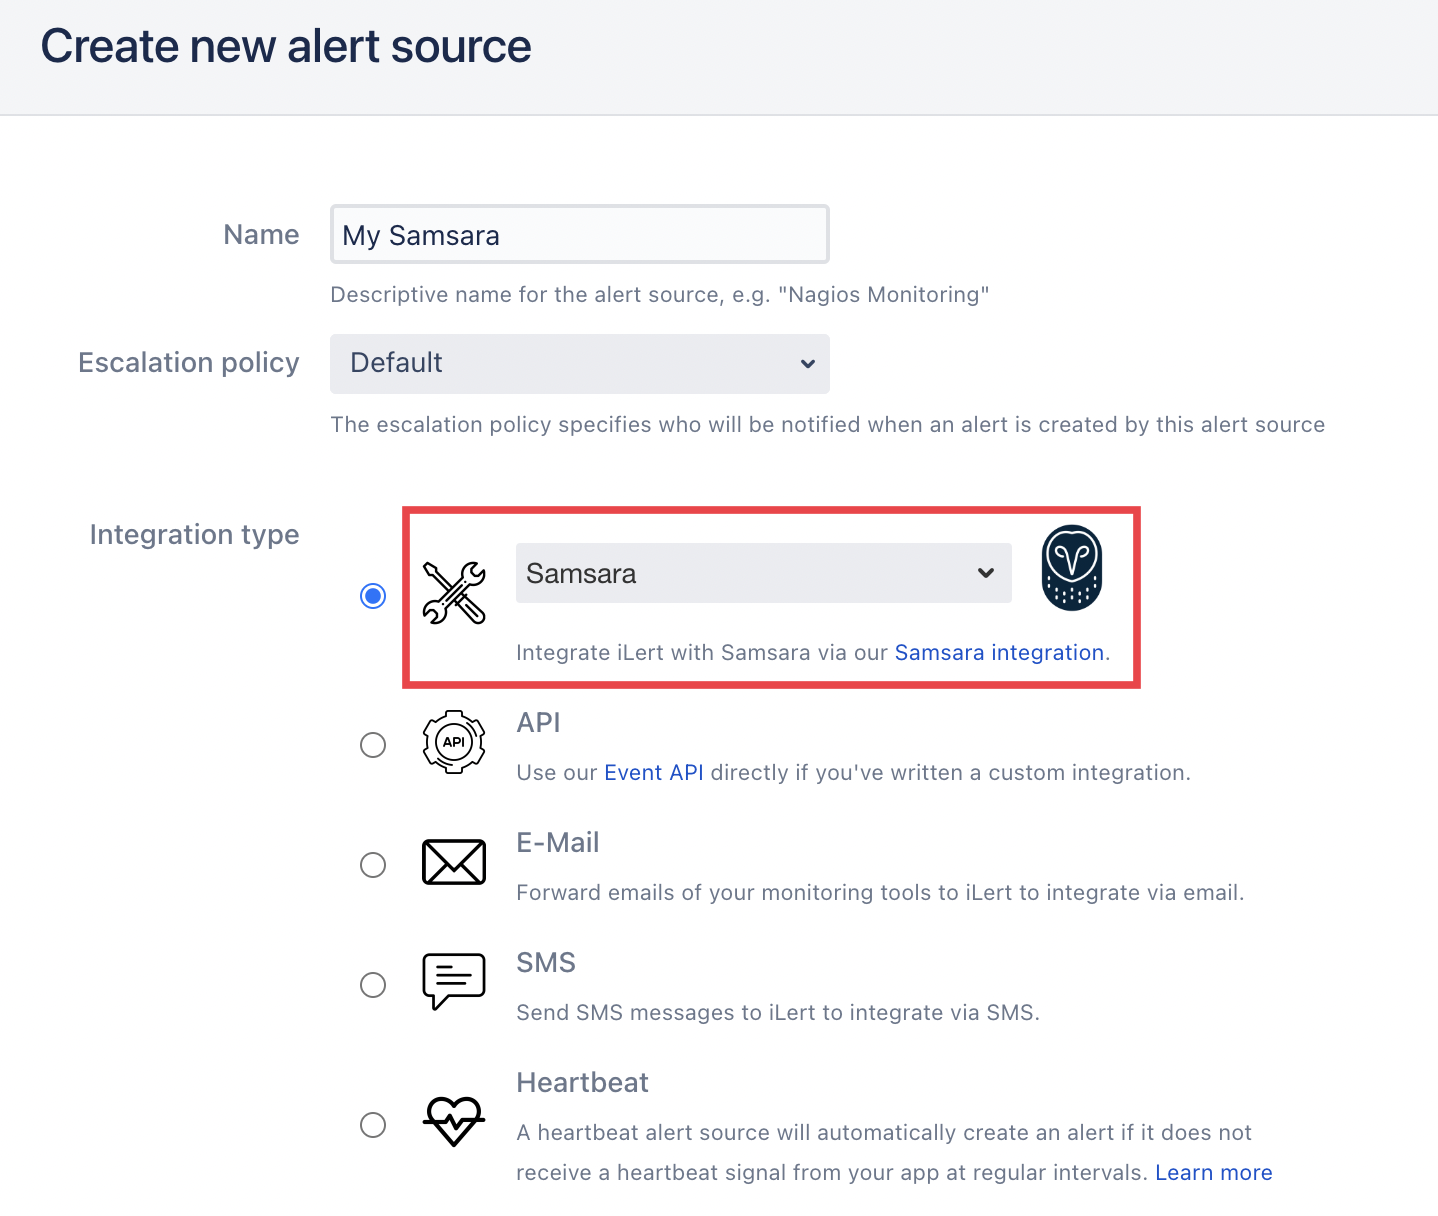 Create new alert source
Name
My Samsara
Descriptive name for the alert source, e.g. "Nagios Monitoring"
Escalation policy
Default
The escalation policy specifies who will be notified when an alert is created by this alert source
Integration type
Samsara
Integrate iLert with Samsara via our Samsara integration.
API
API
Use our Event API directly if you've written a custom integration.
E-Mail
Forward emails of your monitoring tools to iLert to integrate via email.
SMS
Send SMS messages to iLert to integrate via SMS.
Heartbeat
A heartbeat alert source will automatically create an alert if it does not
receive a heartbeat signal from your app at regular intervals. Learn more